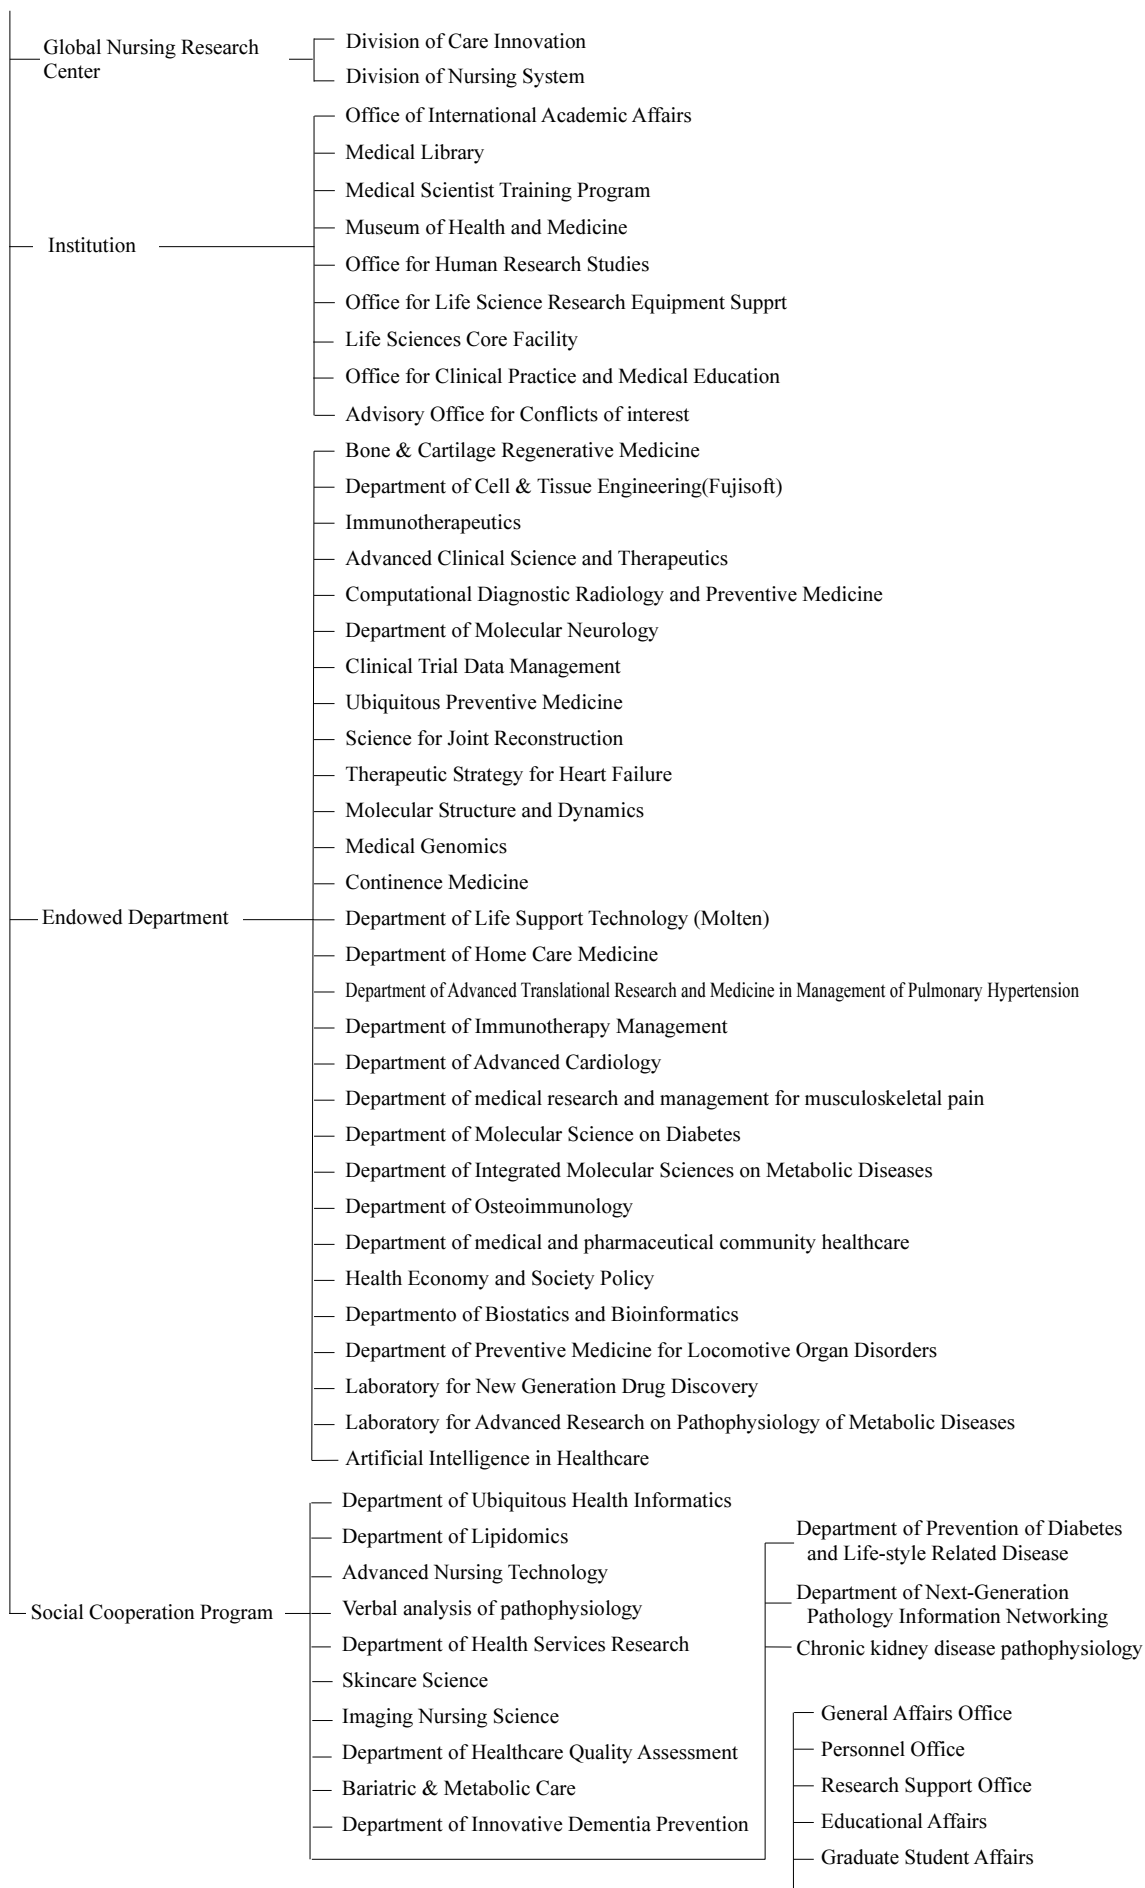 Global Nursing Research
Center
Division of Care Innovation
Division of Nursing System
Institution
Office of International Academic Affairs
Medical Library
Medical Scientist Training Program
Museum of Health and Medicine
Office for Human Research Studies
Office for Life Science Research Equipment Supprt
Life Sciences Core Facility
Office for Clinical Practice and Medical Education
Advisory Office for Conflicts of interest
Endowed Department
Bone & Cartilage Regenerative Medicine
Department of Cell & Tissue Engineering(Fujisoft)
Immunotherapeutics
Advanced Clinical Science and Therapeutics
Computational Diagnostic Radiology and Preventive Medicine
Department of Molecular Neurology
Clinical Trial Data Management
Ubiquitous Preventive Medicine
Science for Joint Reconstruction
Therapeutic Strategy for Heart Failure
Molecular Structure and Dynamics
Medical Genomics
Continence Medicine
Department of Life Support Technology (Molten)
Department of Home Care Medicine
Department of Advanced Translational Research and Medicine in Management of Pulmonary Hypertension
Department of Immunotherapy Management
Department of Advanced Cardiology
Department of medical research and management for musculoskeletal pain
Department of Molecular Science on Diabetes
Department of Integrated Molecular Sciences on Metabolic Diseases
Department of Osteoimmunology
Department of medical and pharmaceutical community healthcare
Health Economy and Society Policy
Departmento of Biostatics and Bioinformatics
Department of Preventive Medicine for Locomotive Organ Disorders
Laboratory for New Generation Drug Discovery
Laboratory for Advanced Research on Pathophysiology of Metabolic Diseases
Artificial Intelligence in Healthcare
Social Cooperation Program
Department of Ubiquitous Health Informatics
Department of Lipidomics
Advanced Nursing Technology
Verbal analysis of pathophysiology
Department of Health Services Research
Skincare Science
Imaging Nursing Science
Department of Healthcare Quality Assessment
Bariatric & Metabolic Care
Department of Innovative Dementia Prevention
Department of Prevention of Diabetes
and Life-style Related Disease
Department of Next-Generation
Pathology Information Networking
Chronic kidney disease pathophysiology
General Affairs Office
Personnel Office
Research Support Office
Educational Affairs
Graduate Student Affairs